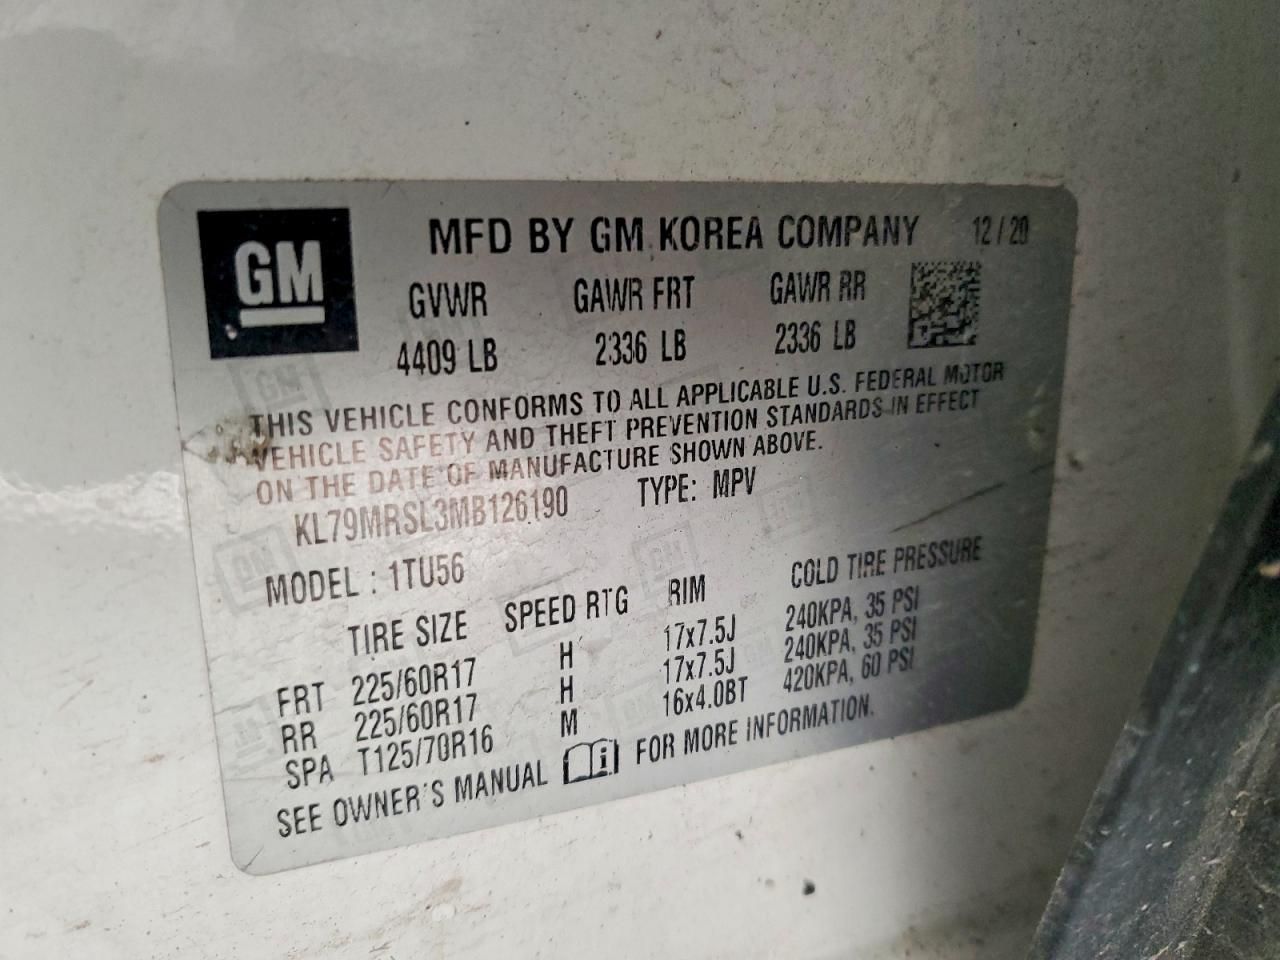 GM
MFD BY GM KOREA COMPANY 12/20
GVWR GAWR FRT GAWR RR
4409 LB 2336 LB 2336 LB
THIS VEHICLE CONFORMS TO ALL APPLICABLE U.S. FEDERAL MOTOR
VEHICLE SAFETY AND THEFT PREVENTION STANDARDS IN EFFECT
ON THE DATE OF MANUFACTURE SHOWN ABOVE.
KL79MRSL3MB126190 TYPE: MPV
MODEL : 1TU56
TIRE SIZE SPEED RTG RIM COLD TIRE PRESSURE
FRT 225/60R17 H 17x7.5J 240KPA, 35 PSI
RR 225/60R17 H 17x7.5J 240KPA, 35 PSI
SPA T125/70R16 M 16x4.0BT 420KPA, 60 PSI
SEE OWNER'S MANUAL i FOR MORE INFORMATION.